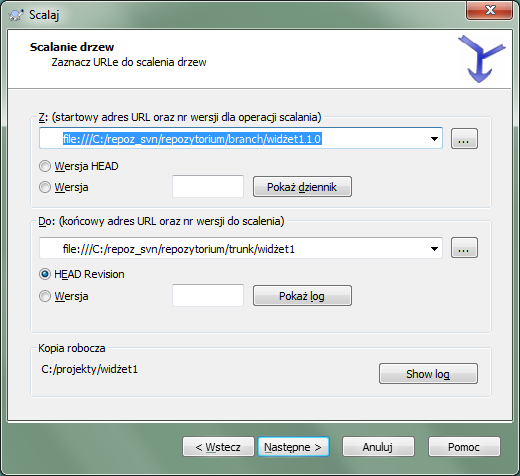 Scalaj
Scalanie drzew
Zaznacz URLe do scalenia drzew
Z: (startowy adres URL oraz nr wersji dla operacji scalania)
file:///C:/repoz_svn/repozytorium/branch/widżet1.1.0
...
Wersja HEAD
Wersja
Pokaż dziennik
Do: (końcowy adres URL oraz nr wersji do scalenia)
file:///C:/repoz_svn/repozytorium/trunk/widżet1
...
HEAD Revision
Wersja
Pokaż log
Kopia robocza
C:/projekty/widżet1
Show log
< Wstecz
Następne >
Anuluj
Pomoc